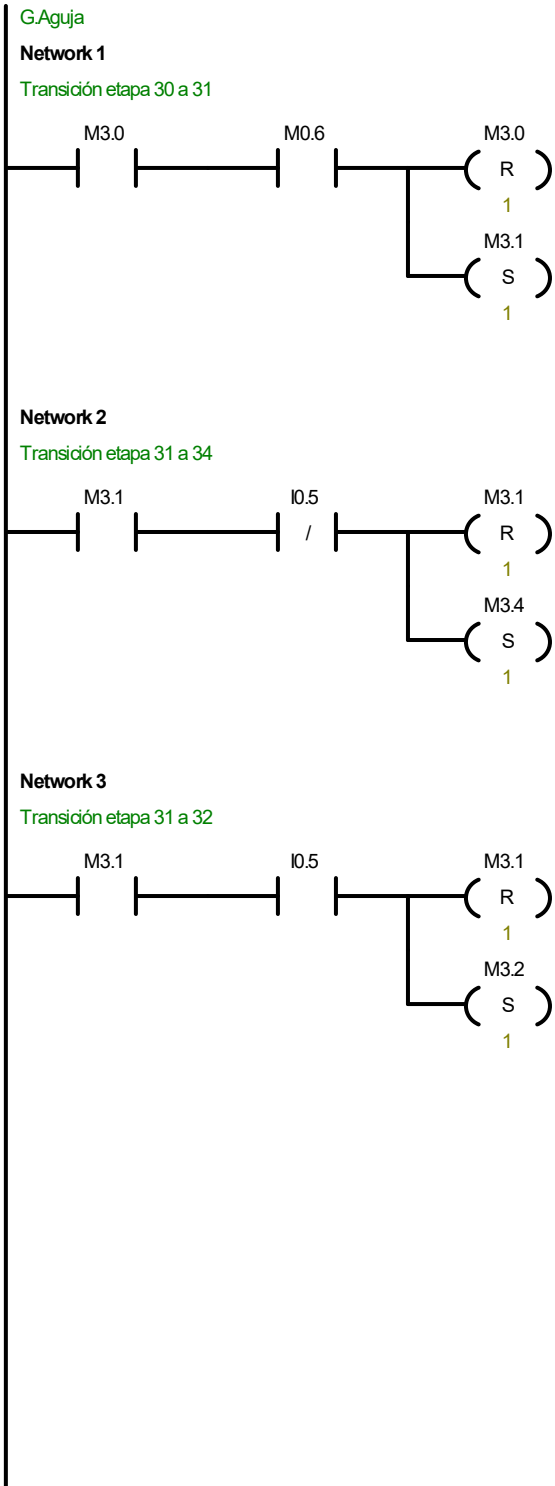 G.Aguja
Network 1
Transición etapa 30 a 31
M3.0 M0.6 M3.0
R
1
M3.1
S
1
Network 2
Transición etapa 31 a 34
M3.1 I0.5 M3.1
/ R
1
M3.4
S
1
Network 3
Transición etapa 31 a 32
M3.1 I0.5 M3.1
R
1
M3.2
S
1